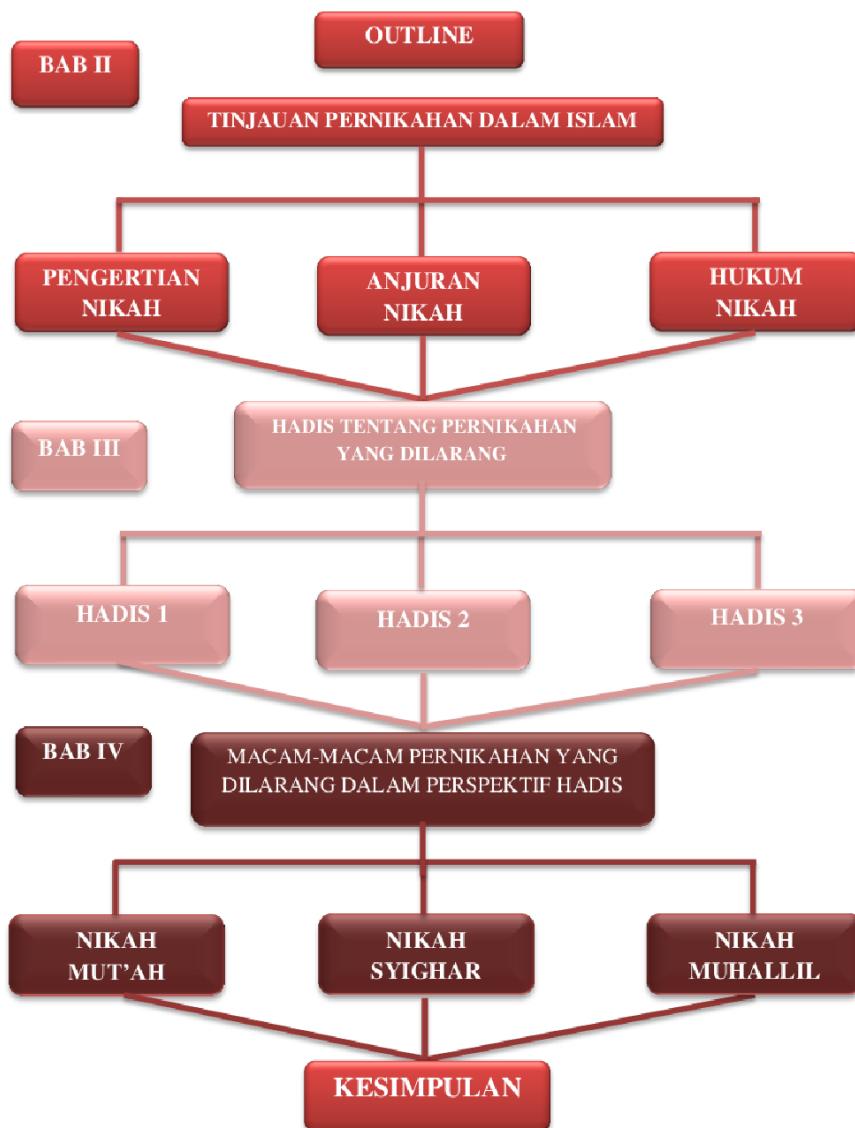 OUTLINE
BAB II
TINJAUAN PERNIKAHAN DALAM ISLAM
PENGERTIAN
NIKAH
ANJURAN
NIKAH
HUKUM
NIKAH
BAB III
HADIS TENTANG PERNIKAHAN
YANG DILARANG
HADIS 1
HADIS 2
HADIS 3
BAB IV
MACAM-MACAM PERNIKAHAN YANG
DILARANG DALAM PERSPEKTIF HADIS
NIKAH
MUT’AH
NIKAH
SYIGHAR
NIKAH
MUHALLIL
KESIMPULAN